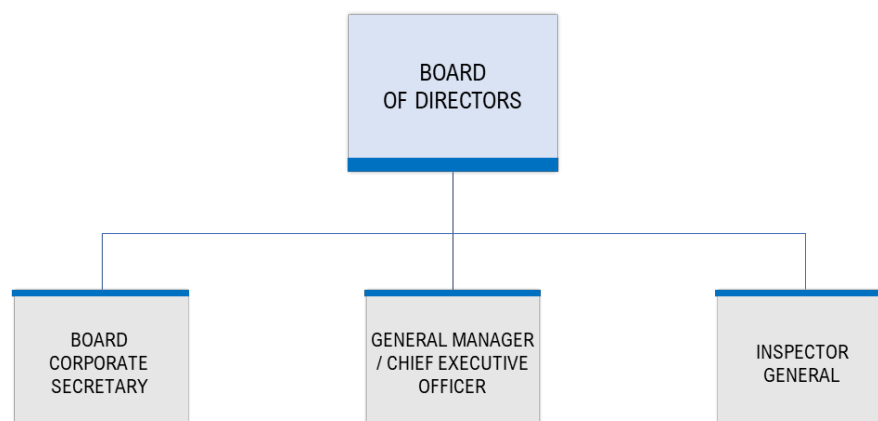 BOARD
OF DIRECTORS
BOARD
CORPORATE
SECRETARY
GENERAL MANAGER
/ CHIEF EXECUTIVE
OFFICER
INSPECTOR
GENERAL